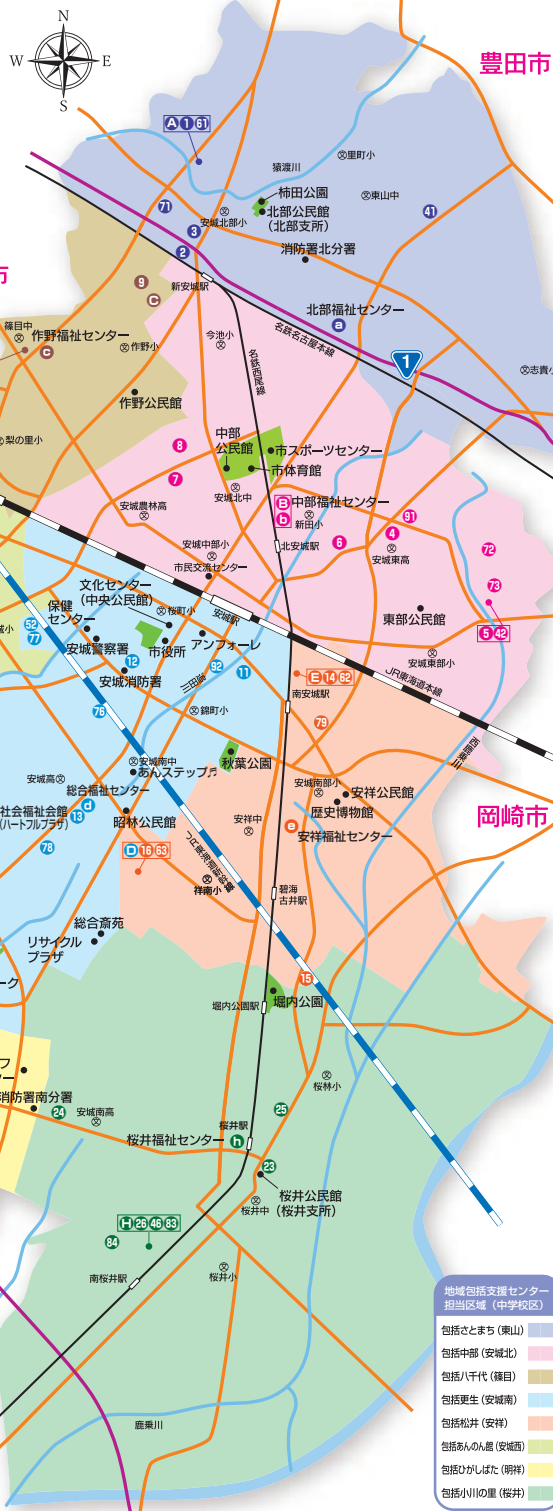 N
W E
S
豊田市
A 1 61
猿渡川
里町小
柿田公園
東山中
71
安城北部小
北部公民館
(北部支所)
41
3
2
消防署北分署
市
9
C
新安城駅
北部福祉センター
a
篠目中
作野福祉センター
c
作野小
今池小
名鉄名古屋本線
名鉄西尾線
1
志貴小
作野公民館
梨の里小
8
中部
公民館
市スポーツセンター
市体育館
7
安城北中
安城農林高
B
中部福祉センター
b
新田小
91
安城中部小
北安城駅
6
4
安城東高
72
市民交流センター
73
文化センター
(中央公民館)
桜町小
安城駅
東部公民館
5 42
保健
センター
52
77
城小
安城警察署
市役所
アンフォーレ
安城東部小
12
安城消防署
92
11
追田川
E 14 62
南安城駅
JR東海道本線
76
錦町小
79
西鹿乗川
安城南中
あんステップ♬
秋葉公園
安城高
総合福祉センター
d
安城南部小
安祥公民館
歴史博物館
岡崎市
社会福祉会館
(ハートフルプラザ)
13
昭林公民館
安祥中
e
安祥福祉センター
78
D 16 63
JR東海道新幹線
祥南小
碧海
古井駅
総合斎苑
リサイクル
プラザ
15
ーク
堀内公園駅
堀内公園
フ
ター
桜林小
消防署南分署
24
安城南高
25
桜井駅
桜井福祉センター
h
23
桜井公民館
(桜井支所)
桜井中
H 26 46 83
84
南桜井駅
桜井小
鹿乗川
地域包括支援センター
担当区域(中学校区)
包括さとまち(東山)
包括中部(安城北)
包括八千代(篠目)
包括更生(安城南)
包括松井(安祥)
包括あんのん館(安城西)
包括ひがしばた(明祥)
包括小川の里(桜井)